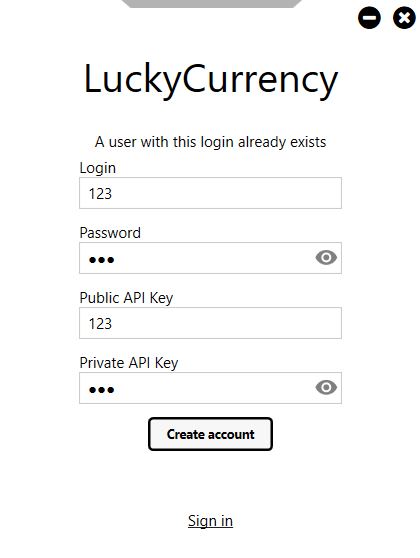 LuckyCurrency
A user with this login already exists
Login
123
Password
•••
Public API Key
123
Private API Key
•••
Create account
Sign in